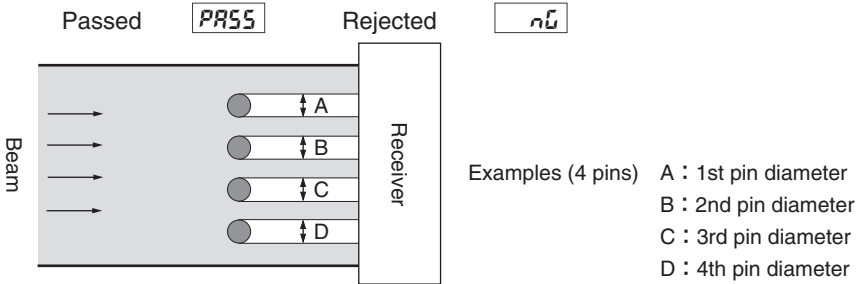 Passed PASS Rejected nG
Beam
A
B
C
D
Receiver
Examples (4 pins) A：1st pin diameter
B：2nd pin diameter
C：3rd pin diameter
D：4th pin diameter